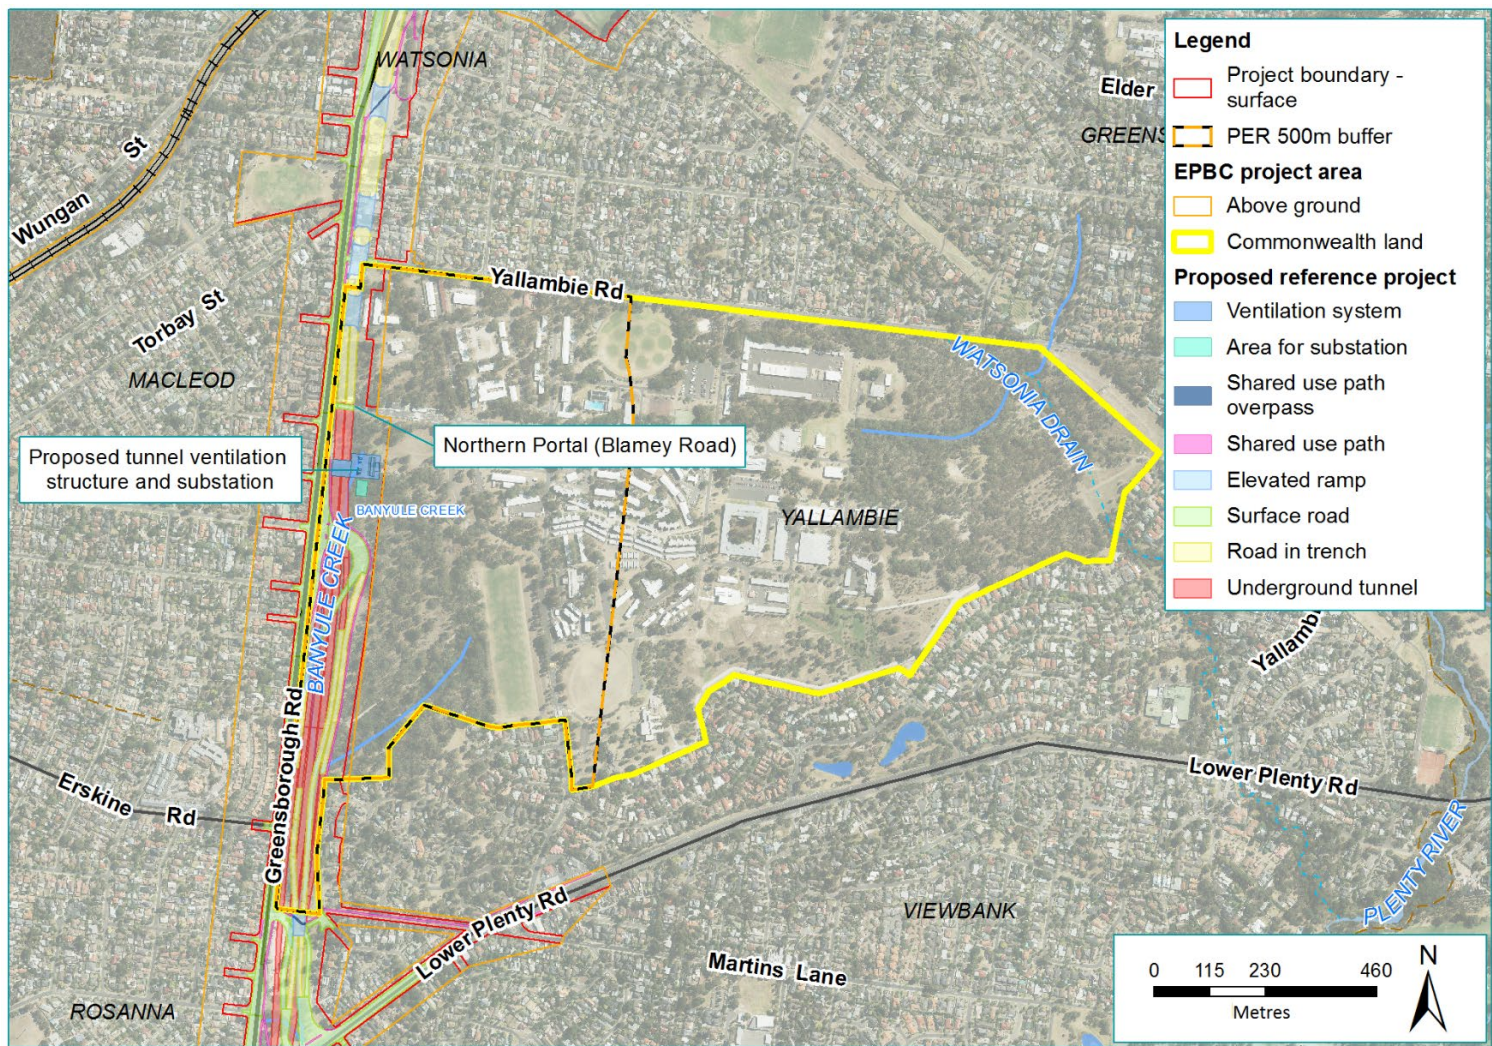 WATSONIA
Elder
GREENS
Wungan St
Yallambie Rd
Torbay St
MACLEOD
WATSONIA DRAIN
Northern Portal (Blamey Road)
Proposed tunnel ventilation
structure and substation
BANYULE CREEK
BANYULE CREEK
YALLAMBIE
Yallambi
Greensborough Rd
Erskine Rd
Lower Plenty Rd
Lower Plenty Rd
PLENTY RIVER
VIEWBANK
Martins Lane
ROSANNA
Legend
Project boundary -
surface
PER 500m buffer
EPBC project area
Above ground
Commonwealth land
Proposed reference project
Ventilation system
Area for substation
Shared use path
overpass
Shared use path
Elevated ramp
Surface road
Road in trench
Underground tunnel
0 115 230 460
Metres
N